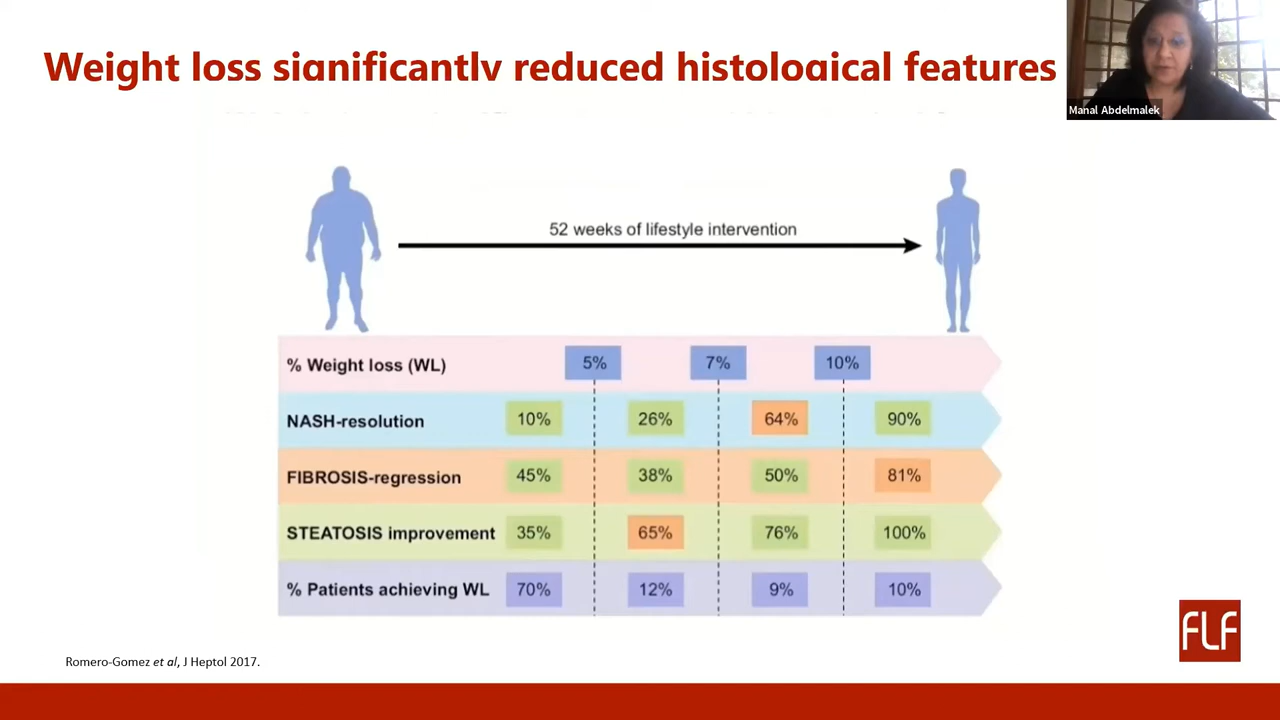 Weight loss significantly reduced histological features
Manal Abdelmalek
52 weeks of lifestyle intervention
% Weight loss (WL) 5% 7% 10%
NASH-resolution 10% 26% 64% 90%
FIBROSIS-regression 45% 38% 50% 81%
STEATOSIS improvement 35% 65% 76% 100%
% Patients achieving WL 70% 12% 9% 10%
Romero-Gomez et al, J Heptol 2017.
FLF